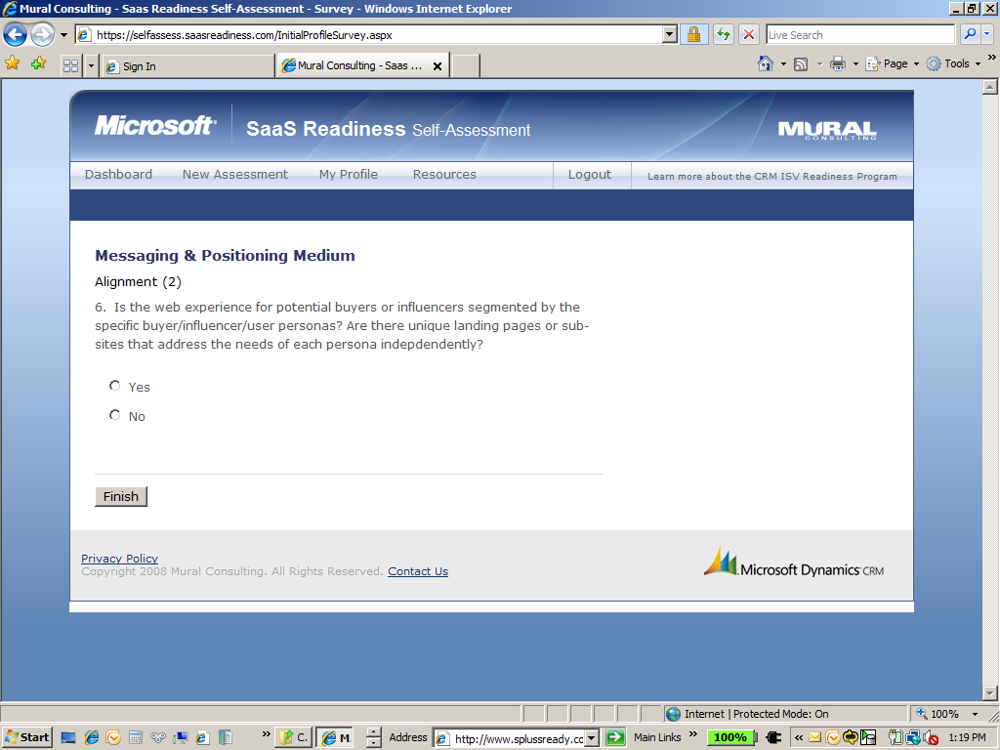 Mural Consulting - Saas Readiness Self-Assessment - Survey - Windows Internet Explorer
https://selfassess.saasreadiness.com/InitialProfileSurvey.aspx
Live Search
Sign In
Mural Consulting - Saas ...
Page
Tools
Microsoft
SaaS Readiness Self-Assessment
MURAL
CONSULTING
Dashboard New Assessment My Profile Resources Logout Learn more about the CRM ISV Readiness Program
Messaging & Positioning Medium
Alignment (2)
6. Is the web experience for potential buyers or influencers segmented by the
specific buyer/influencer/user personas? Are there unique landing pages or sub-
sites that address the needs of each persona indepdendently?
Yes
No
Finish
Privacy Policy
Copyright 2008 Mural Consulting. All Rights Reserved. Contact Us
Microsoft Dynamics CRM
Internet | Protected Mode: On
100%
Start
C.
M
Address
http://www.splussready.cc
Main Links
100%
1:19 PM